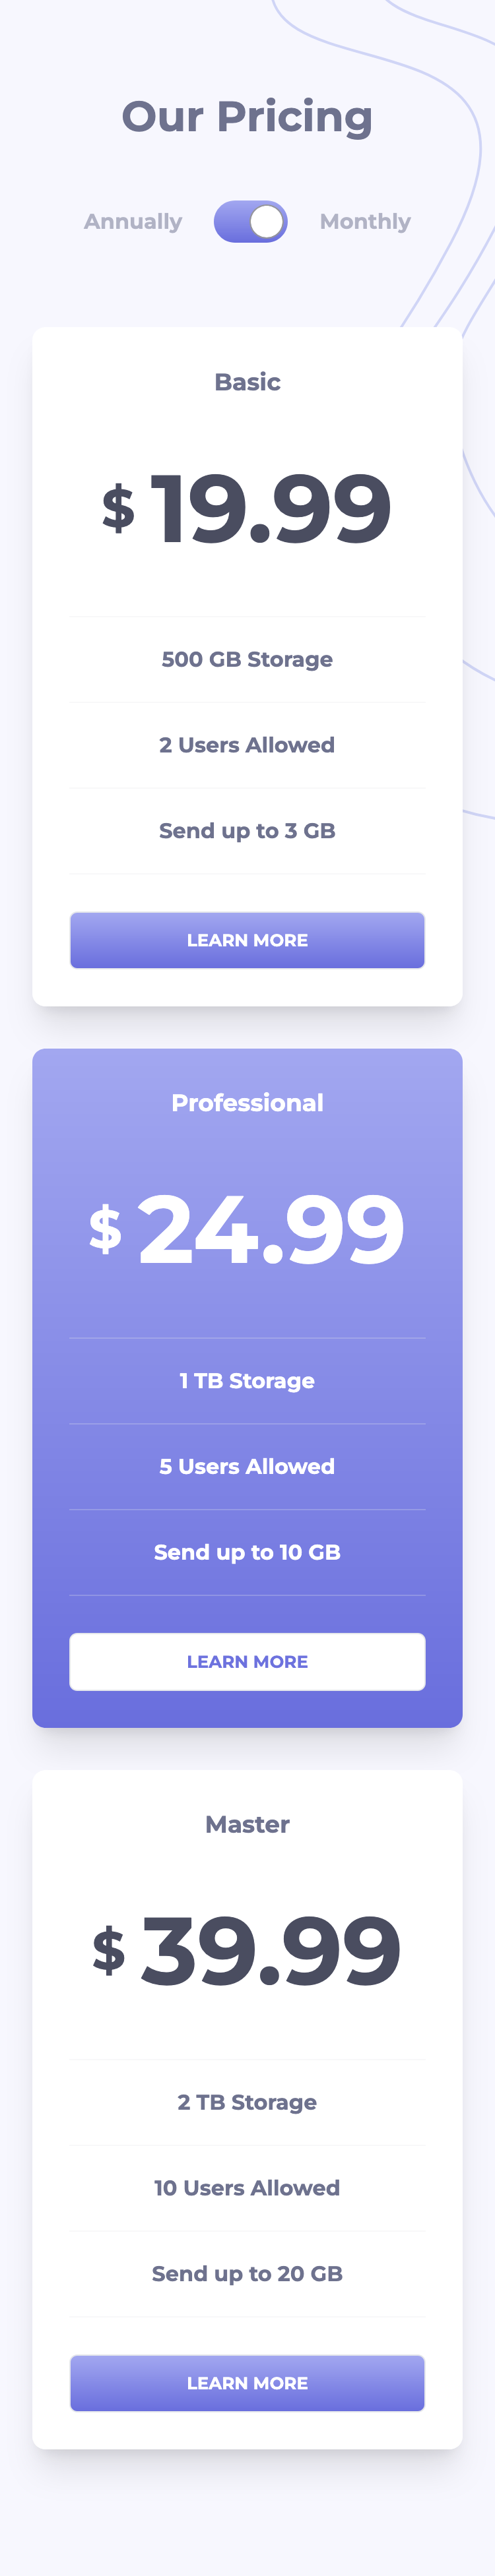 Our Pricing
Annually Monthly
Basic
$ 19.99
500 GB Storage
2 Users Allowed
Send up to 3 GB
LEARN MORE
Professional
$ 24.99
1 TB Storage
5 Users Allowed
Send up to 10 GB
LEARN MORE
Master
$ 39.99
2 TB Storage
10 Users Allowed
Send up to 20 GB
LEARN MORE